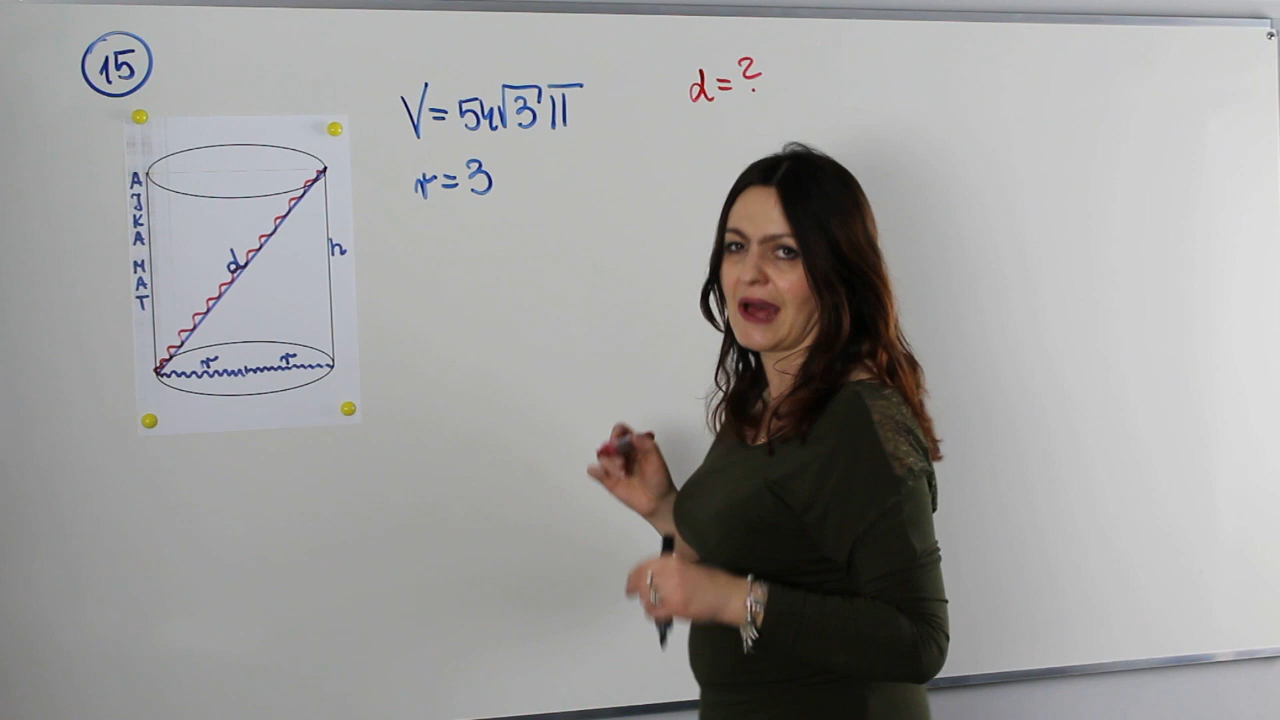 15
V = 54√3 π
r = 3
d = ?
AJKA MAT
d
h
r r